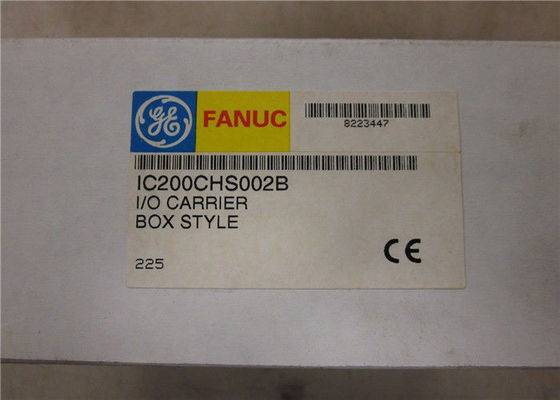 GE FANUC
8223447
IC200CHS002B
I/O CARRIER
BOX STYLE
225
CE